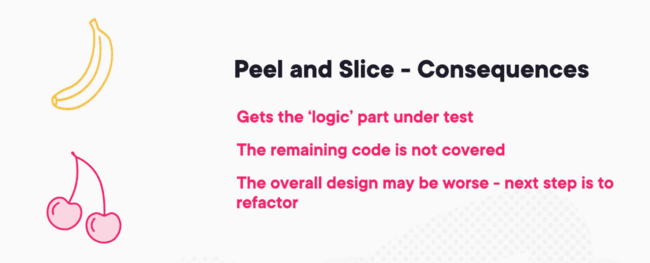 Peel and Slice - Consequences
Gets the ‘logic’ part under test
The remaining code is not covered
The overall design may be worse - next step is to
refactor